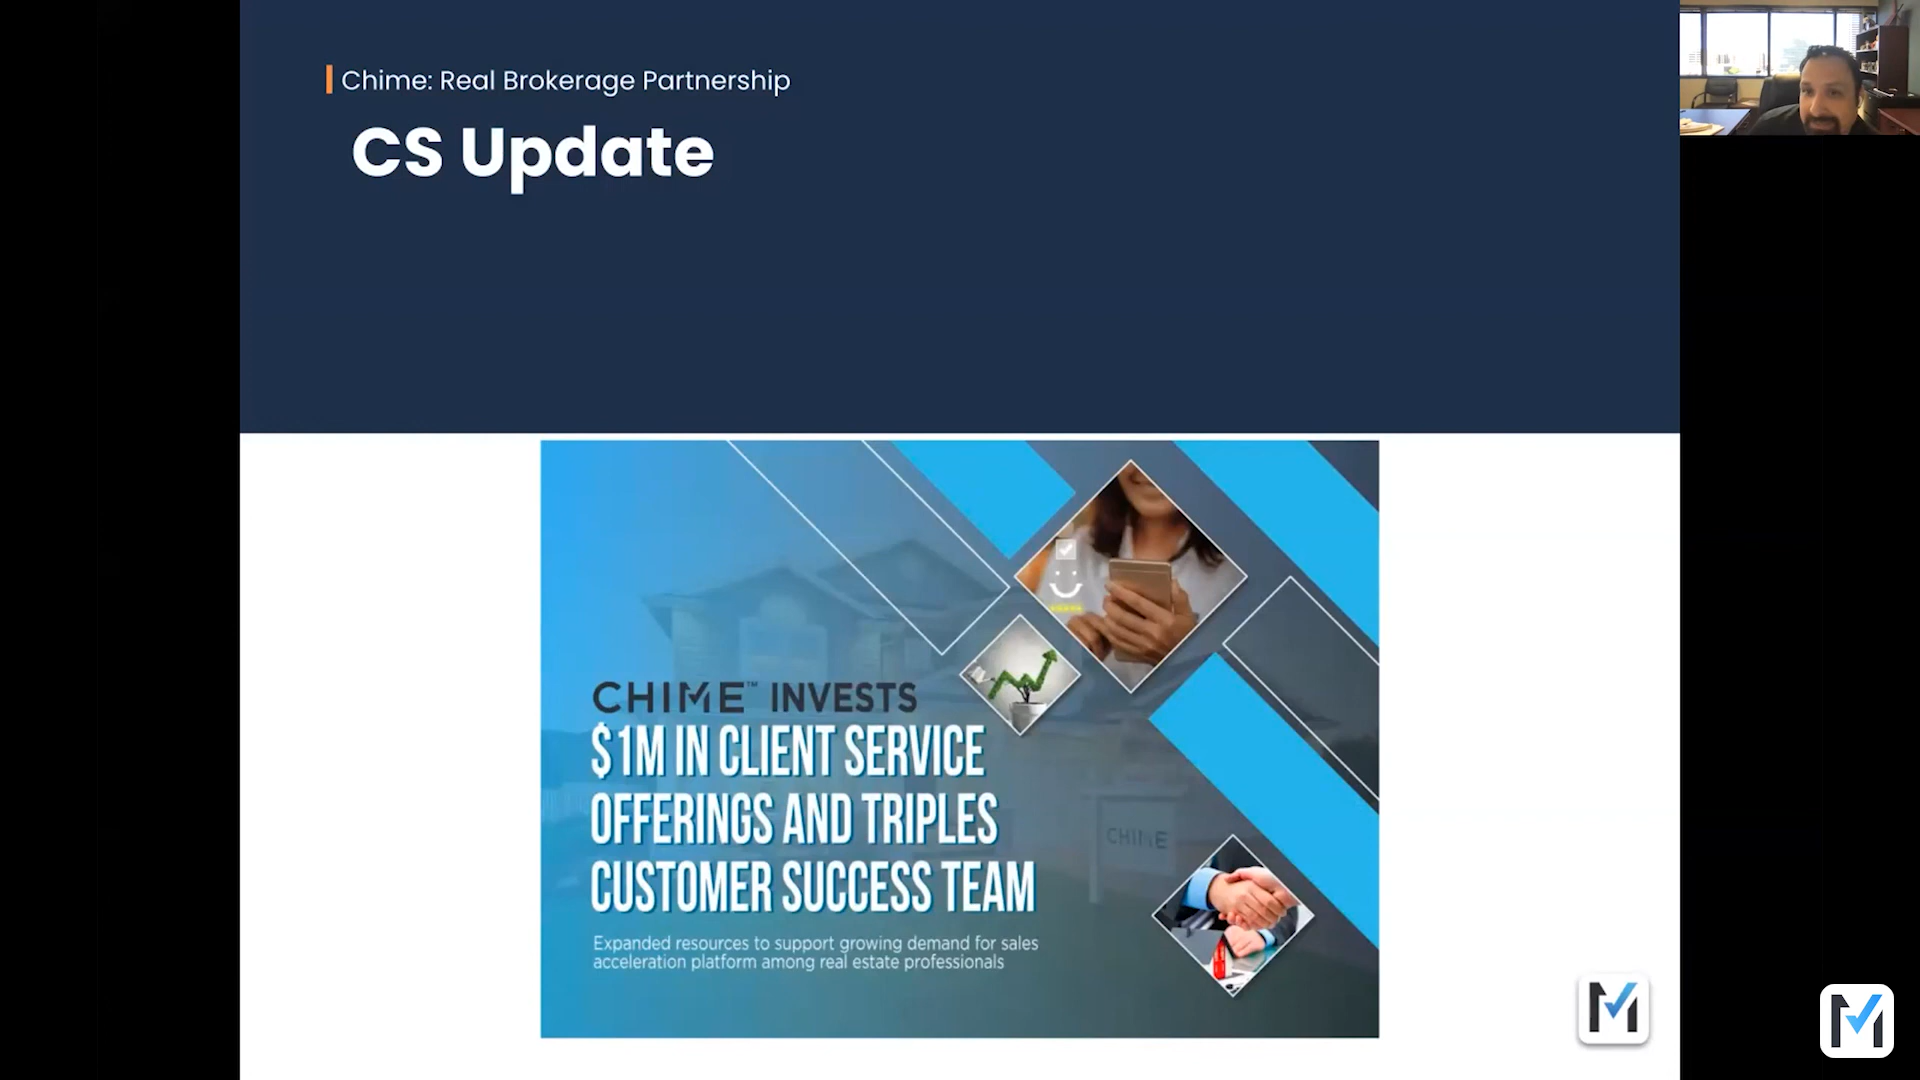 Chime: Real Brokerage Partnership
CS Update
CHIME™ INVESTS
$1M IN CLIENT SERVICE
OFFERINGS AND TRIPLES
CUSTOMER SUCCESS TEAM
Expanded resources to support growing demand for sales
acceleration platform among real estate professionals
CHIME